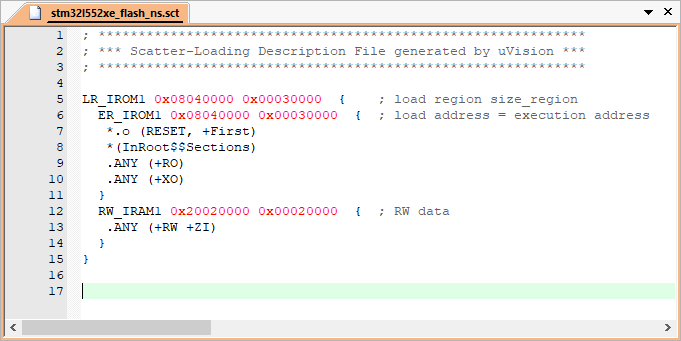 stm32l552xe_flash_ns.sct
1 ; *************************************************************
2 ; *** Scatter-Loading Description File generated by uVision ***
3 ; *************************************************************
4
5 LR_IROM1 0x08040000 0x00030000  {    ; load region size_region
6   ER_IROM1 0x08040000 0x00030000  {  ; load address = execution address
7    *.o (RESET, +First)
8    *(InRoot$$Sections)
9    .ANY (+RO)
10    .ANY (+XO)
11   }
12   RW_IRAM1 0x20020000 0x00020000  {  ; RW data
13    .ANY (+RW +ZI)
14   }
15 }
16
17